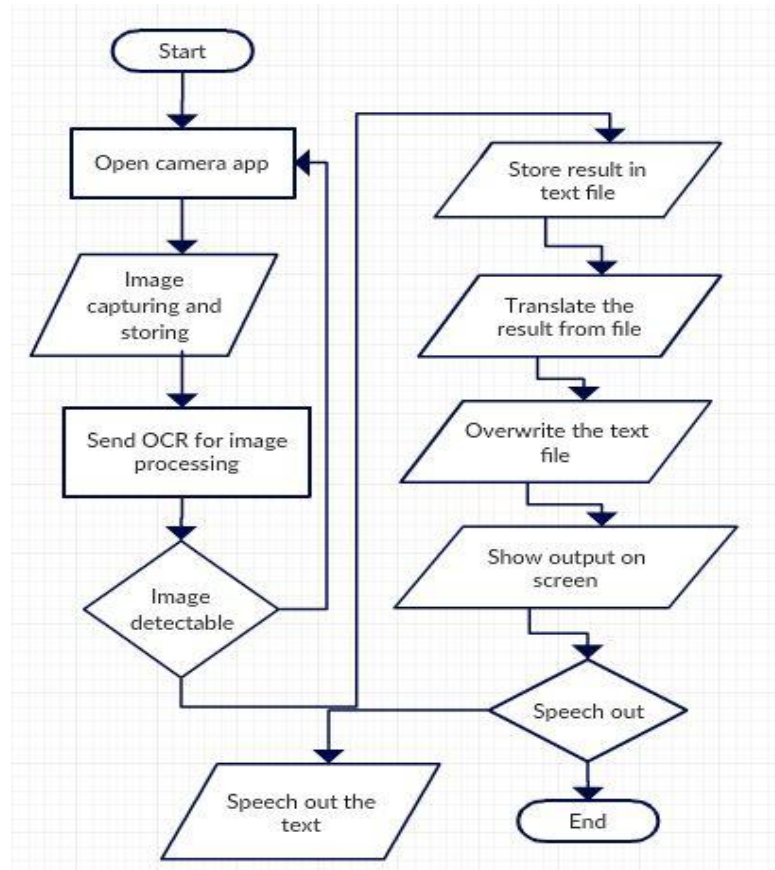 Start
Open camera app
Image
capturing and
storing
Send OCR for image
processing
Image
detectable
Store result in
text file
Translate the
result from file
Overwrite the text
file
Show output on
screen
Speech out
Speech out the
text
End